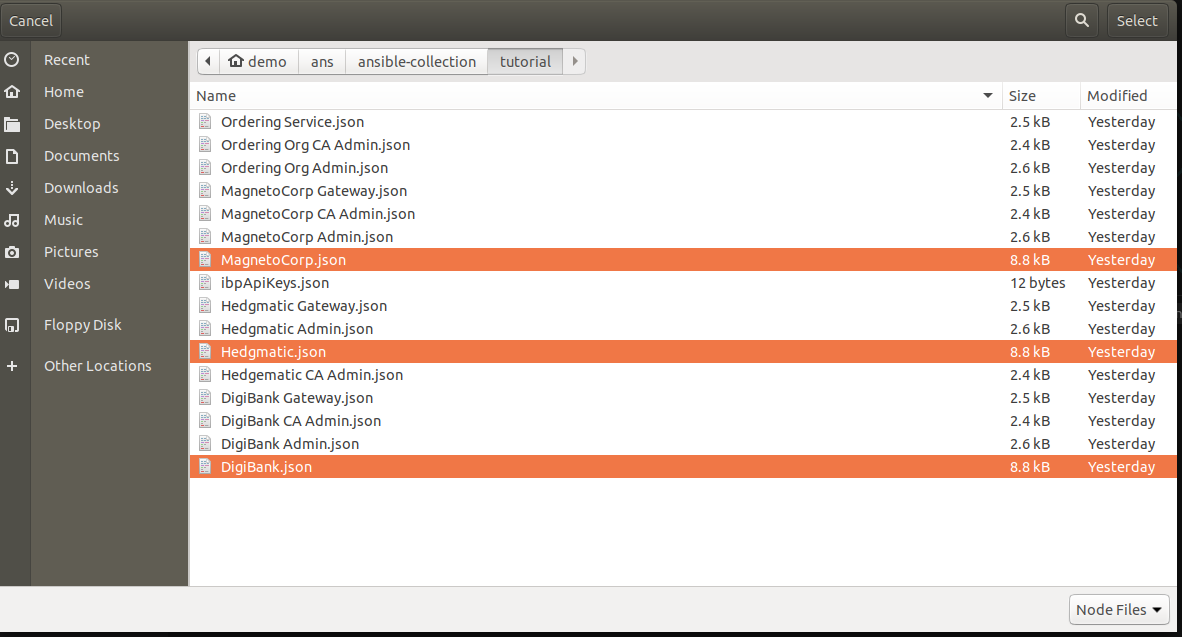 Cancel
Select
Recent
Home
Desktop
Documents
Downloads
Music
Pictures
Videos
Floppy Disk
Other Locations
demo ans ansible-collection tutorial
Name Size Modified
Ordering Service.json 2.5 kB Yesterday
Ordering Org CA Admin.json 2.4 kB Yesterday
Ordering Org Admin.json 2.6 kB Yesterday
MagnetoCorp Gateway.json 2.5 kB Yesterday
MagnetoCorp CA Admin.json 2.4 kB Yesterday
MagnetoCorp Admin.json 2.6 kB Yesterday
MagnetoCorp.json 8.8 kB Yesterday
ibpApiKeys.json 12 bytes Yesterday
Hedgmatic Gateway.json 2.5 kB Yesterday
Hedgmatic Admin.json 2.6 kB Yesterday
Hedgmatic.json 8.8 kB Yesterday
Hedgematic CA Admin.json 2.4 kB Yesterday
DigiBank Gateway.json 2.5 kB Yesterday
DigiBank CA Admin.json 2.4 kB Yesterday
DigiBank Admin.json 2.6 kB Yesterday
DigiBank.json 8.8 kB Yesterday
Node Files